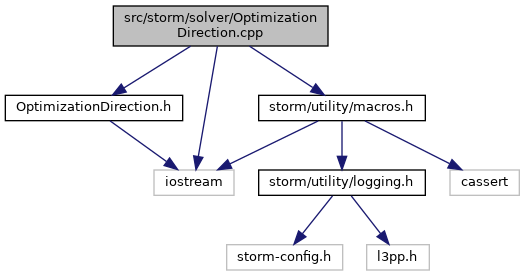 src/storm/solver/Optimization
Direction.cpp
OptimizationDirection.h
storm/utility/macros.h
iostream
storm/utility/logging.h
cassert
storm-config.h
l3pp.h